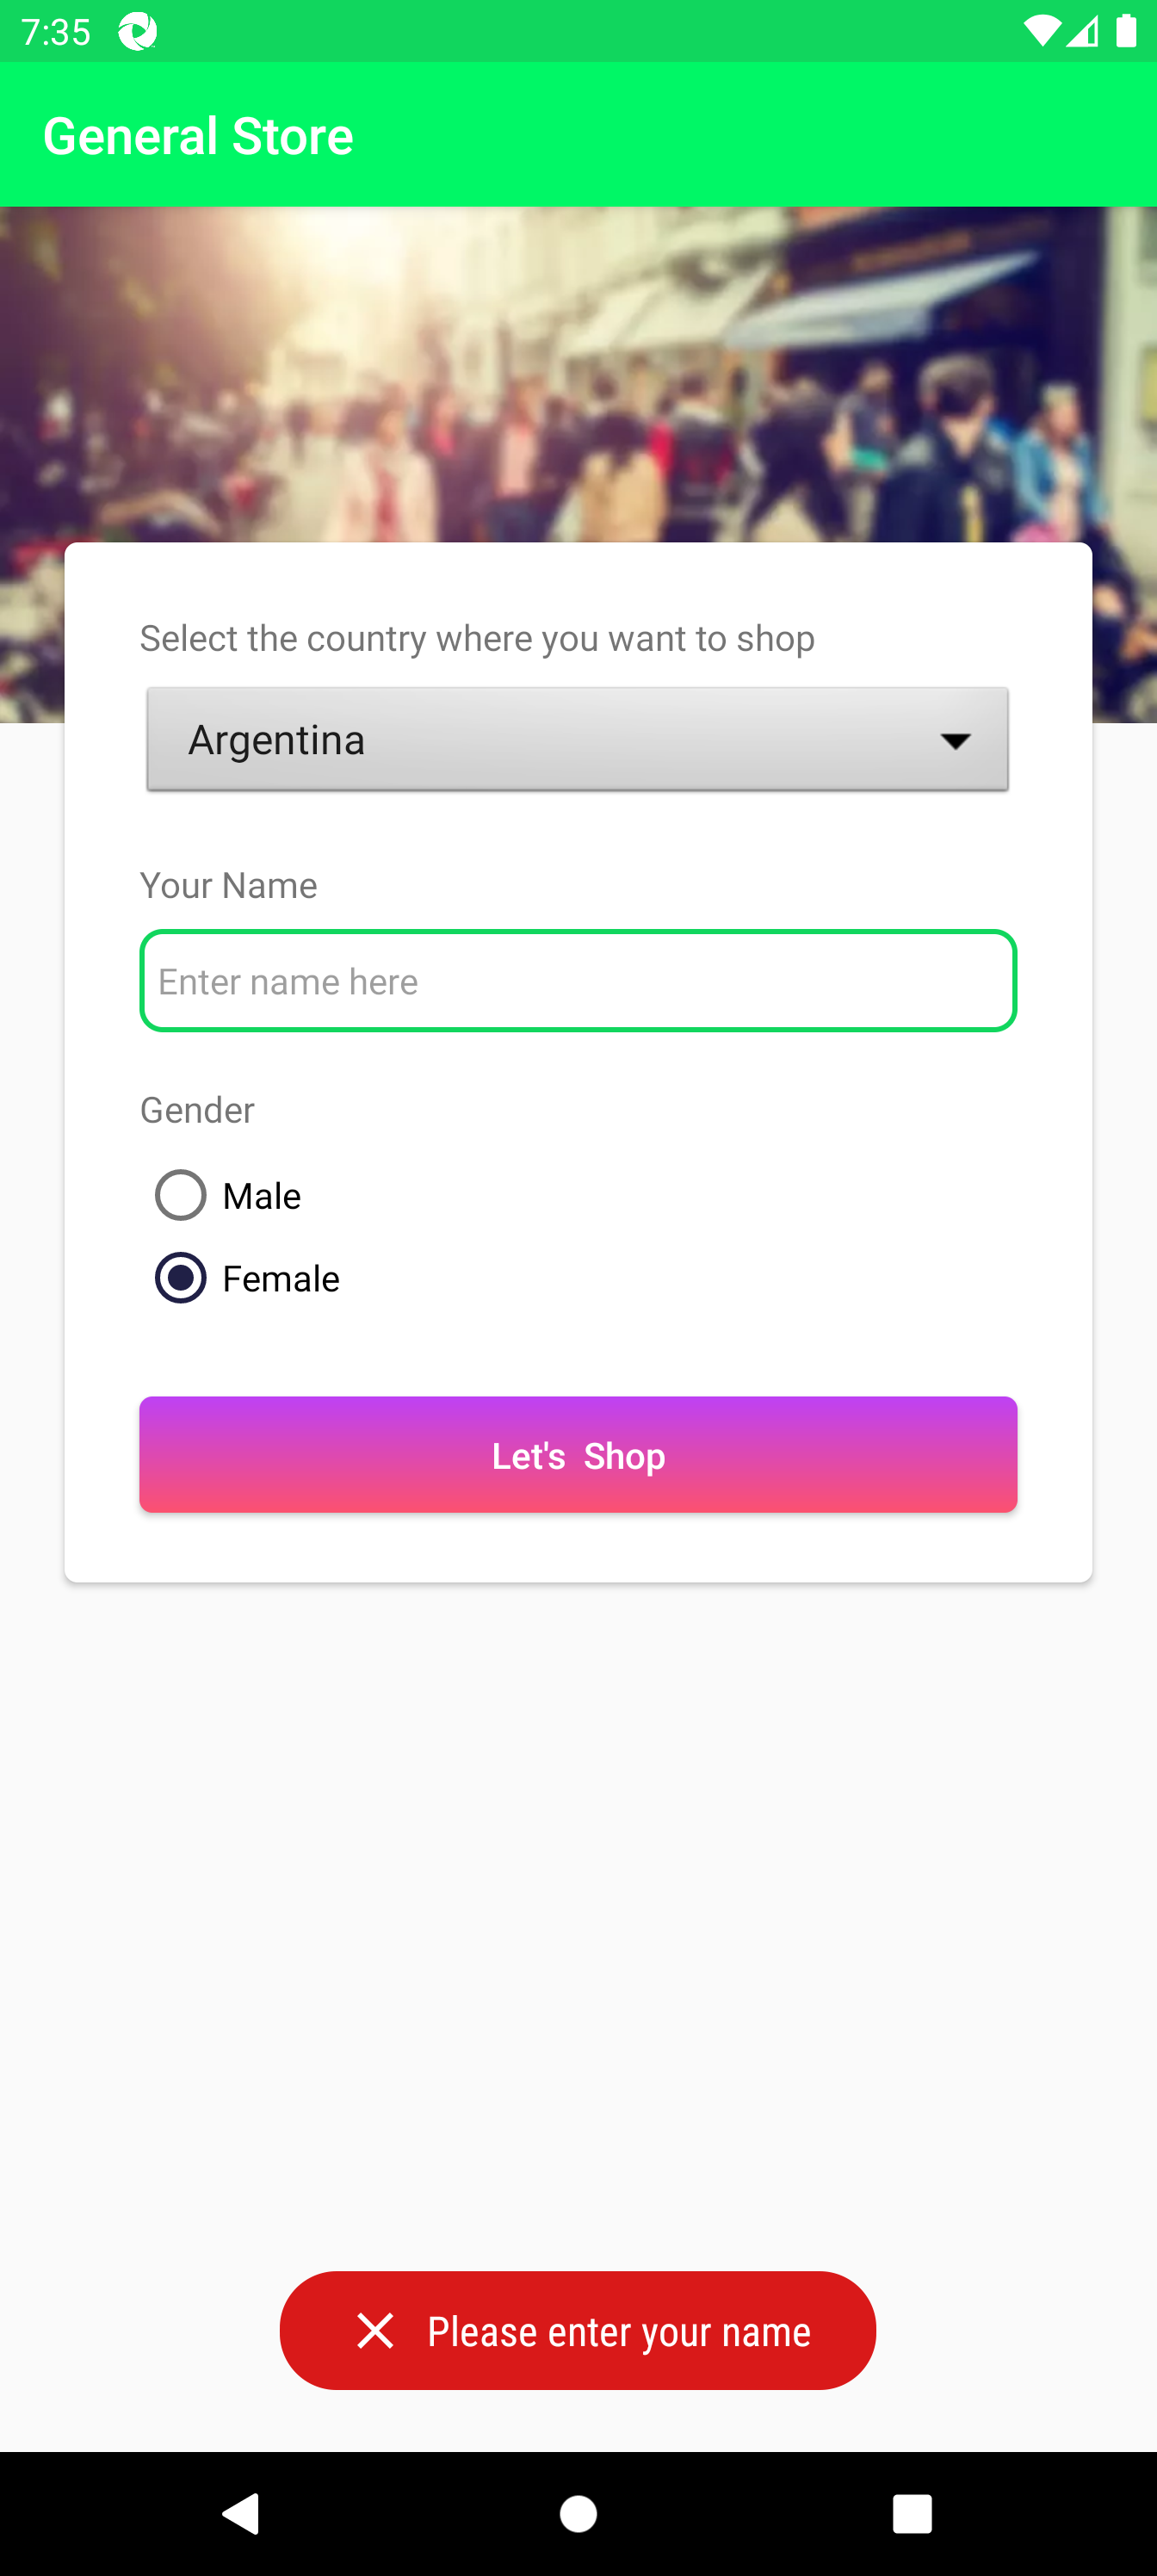 7:35
General Store
Select the country where you want to shop
Argentina
Your Name
Enter name here
Gender
Male
Female
Let's  Shop
Please enter your name